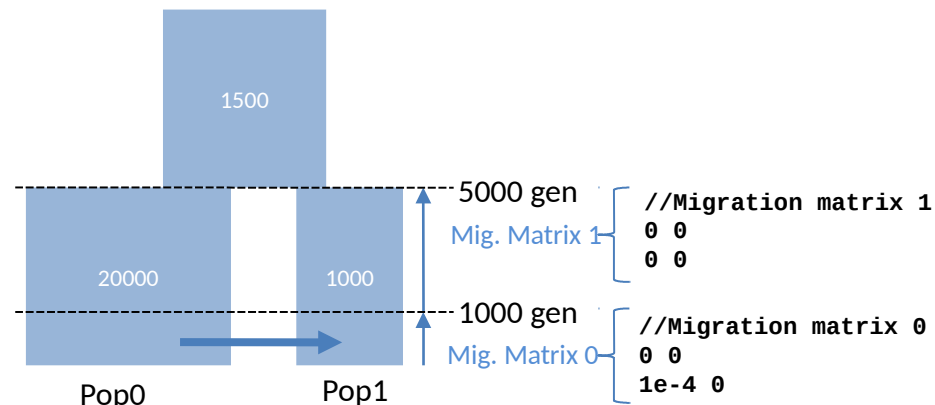 1500
5000 gen
Mig. Matrix 1
//Migration matrix 1
0 0
0 0
20000
1000
1000 gen
Mig. Matrix 0
//Migration matrix 0
0 0
1e-4 0
Pop0
Pop1